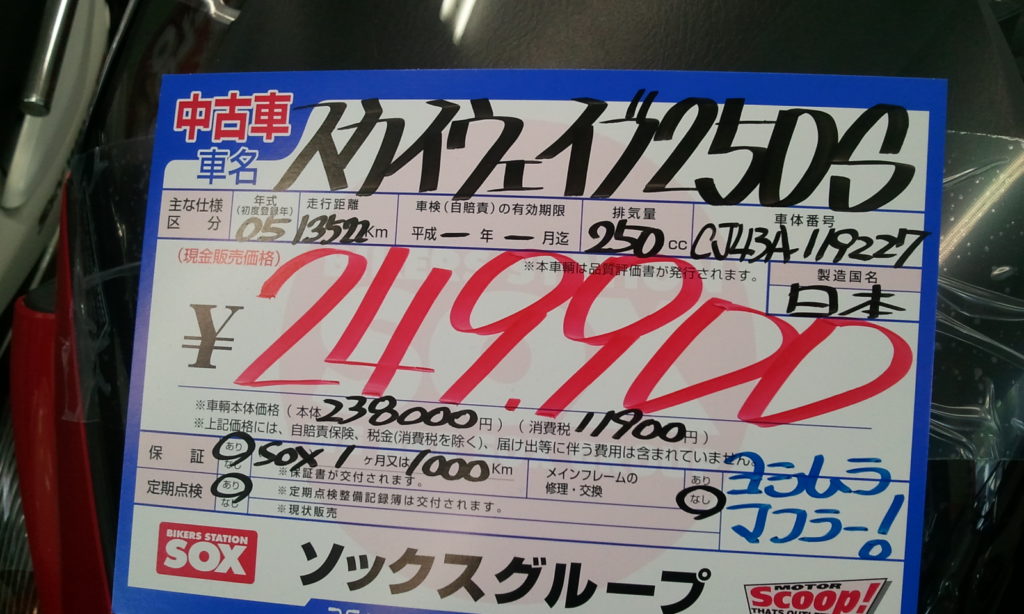 中古車
車名 スカイウェイブ250S
主な仕様区分 年式(初度登録年) 05 走行距離 13522Km 車検(自賠責)の有効期限 平成ー年ー月迄 排気量 250cc 車体番号 CJ43A 119227
(現金販売価格) ※本車輌は品質評価書が発行されます。 製造国名
日本
¥249.900
※車輌本体価格(本体238000円)(消費税11900円)
※上記価格には、自賠責保険、税金(消費税を除く)、届け出等に伴う費用は含まれていません。
保証 あり なし SOX 1ヶ月又は1000Km メインフレームの修理・交換 あり なし ヨシムラ
※保証書が交付されます。
定期点検 あり なし ※定期点検整備記録簿は交付されます。 マフラー!
※現状販売
BIKERS STATION
SOX ソックスグループ MOTOR
Scoop!